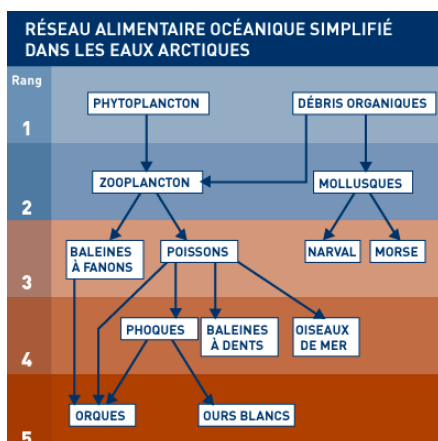 RÉSEAU ALIMENTAIRE OCÉANIQUE SIMPLIFIÉ
DANS LES EAUX ARCTIQUES
Rang
PHYTOPLANCTON
DÉBRIS ORGANIQUES
1
ZOOPLANCTON
MOLLUSQUES
2
BALEINES
À FANONS
POISSONS
NARVAL
MORSE
3
PHOQUES
BALEINES
À DENTS
OISEAUX
DE MER
4
ORQUES
OURS BLANCS
5